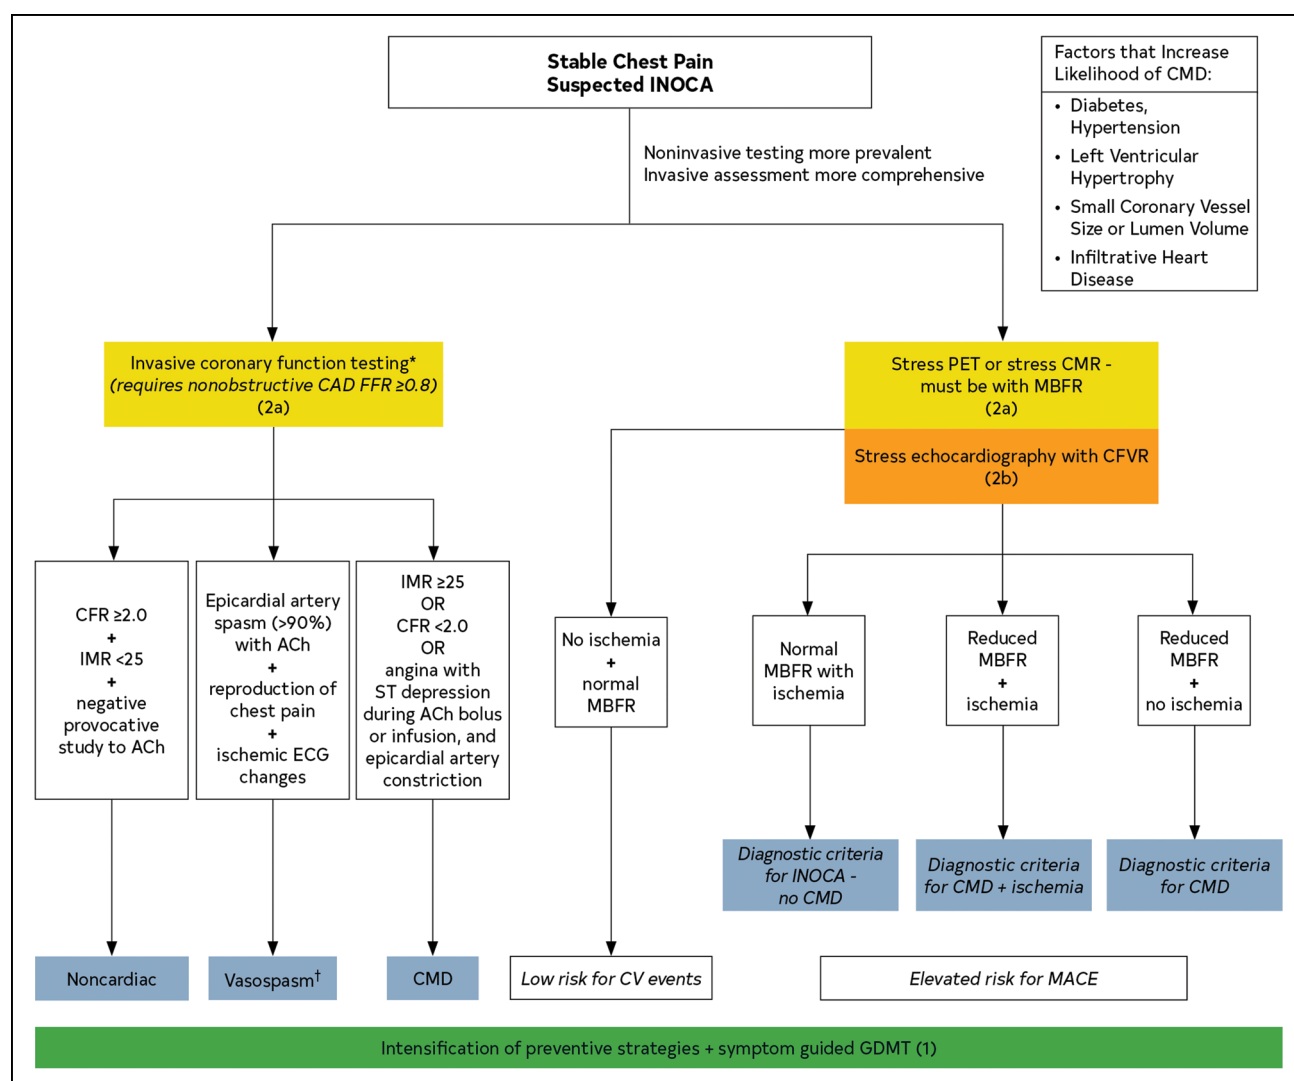 Stable Chest Pain
Suspected INOCA
Factors that Increase
Likelihood of CMD:
• Diabetes,
Hypertension
• Left Ventricular
Hypertrophy
• Small Coronary Vessel
Size or Lumen Volume
• Infiltrative Heart
Disease
Noninvasive testing more prevalent
Invasive assessment more comprehensive
Invasive coronary function testing*
(requires nonobstructive CAD FFR ≥0.8)
(2a)
Stress PET or stress CMR -
must be with MBFR
(2a)
Stress echocardiography with CFVR
(2b)
CFR ≥2.0
+
IMR <25
+
negative
provocative
study to ACh
Epicardial artery
spasm (>90%)
with ACh
+
reproduction of
chest pain
+
ischemic ECG
changes
IMR ≥25
OR
CFR <2.0
OR
angina with
ST depression
during ACh bolus
or infusion, and
epicardial artery
constriction
No ischemia
+
normal
MBFR
Normal
MBFR with
ischemia
Reduced
MBFR
+
ischemia
Reduced
MBFR
+
no ischemia
Diagnostic criteria
for INOCA -
no CMD
Diagnostic criteria
for CMD + ischemia
Diagnostic criteria
for CMD
Noncardiac
Vasospasm†
CMD
Low risk for CV events
Elevated risk for MACE
Intensification of preventive strategies + symptom guided GDMT (1)